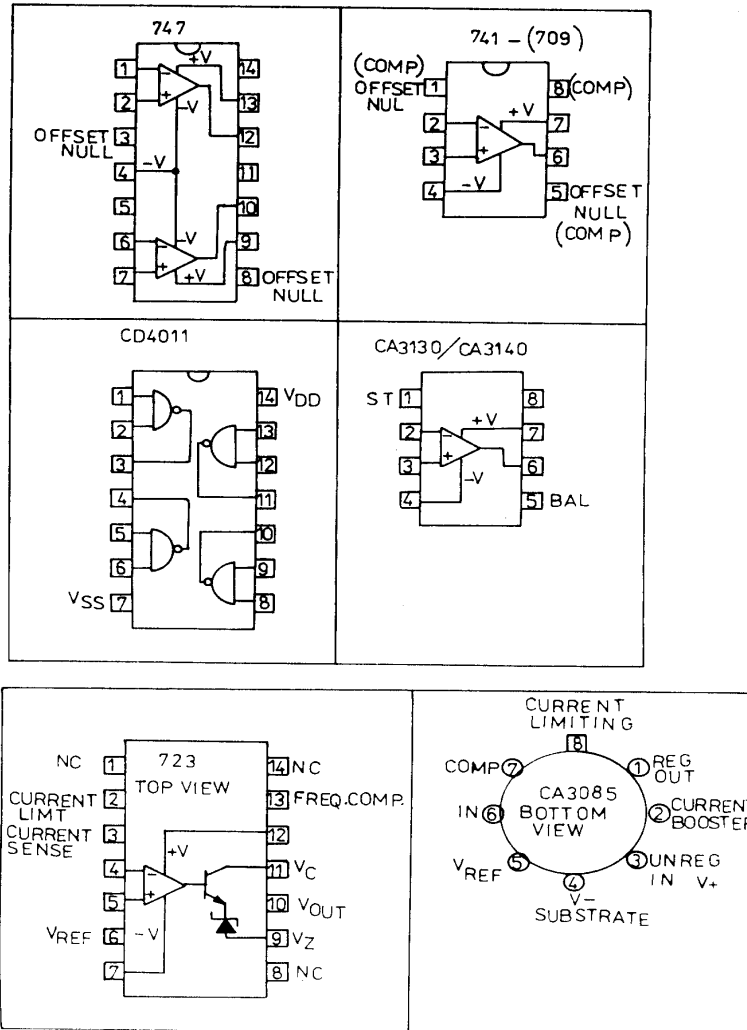 747
1
2
OFFSET
3
NULL
4
5
6
7
14
13
12
11
10
9
8
OFFSET
NULL
+V
-V
-V
-V
+V
-
+
-
+
741 - (709)
(COMP)
OFFSET
NUL
1
2
3
4
8
(COMP)
7
6
5
OFFSET
NULL
(COMP)
+V
-V
-
+
CD4011
1
2
3
4
5
6
VSS
7
14
VDD
13
12
11
10
9
8
CA3130/CA3140
ST
1
2
3
4
8
7
6
5
BAL
+V
-V
-
+
723
TOP VIEW
NC
1
CURRENT
LIMT
2
CURRENT
SENSE
3
4
5
VREF
6
7
14
NC
13
FREQ.COMP.
12
11
VC
10
VOUT
9
VZ
8
NC
+V
-V
-
+
CURRENT
LIMITING
8
COMP
7
1
REG
OUT
IN
6
CA3085
BOTTOM
VIEW
2
CURRENT
BOOSTER
VREF
5
3
UNREG
IN V+
4
V-
SUBSTRATE